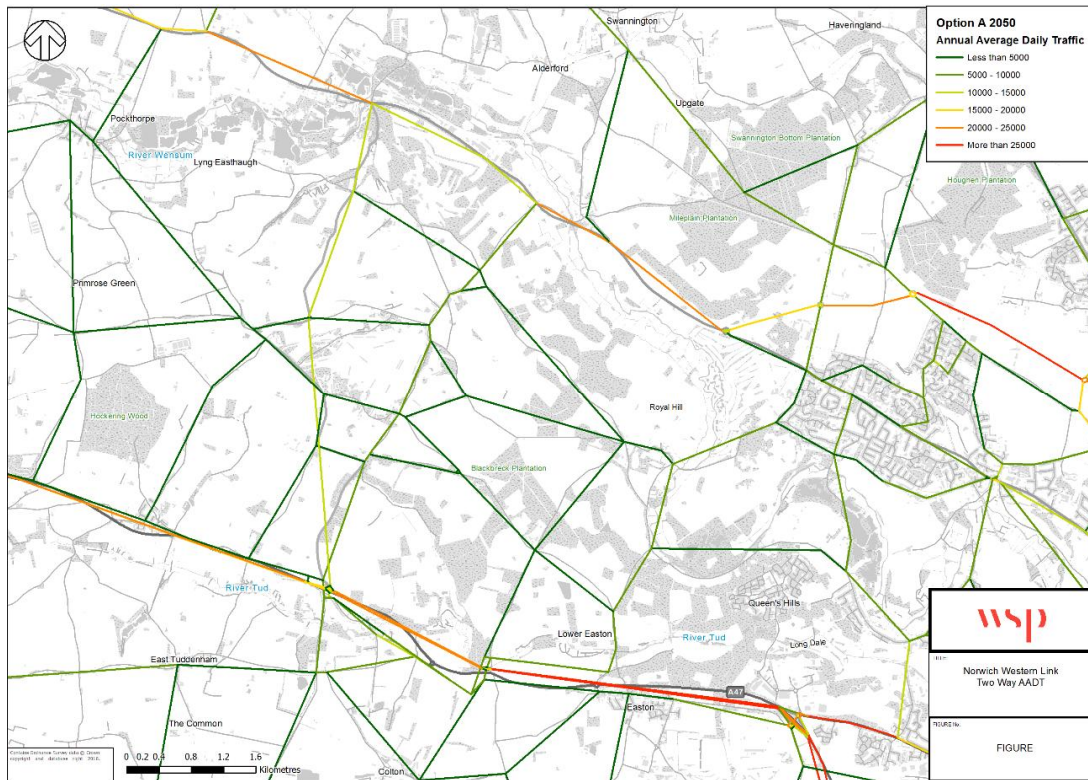 Swannington
Haveringland
Alderford
Upgate
Pockthorpe
Swannington Bottom Plantation
River Wensum
Lyng Easthaugh
Houghen Plantation
Mileplain Plantation
Primrose Green
Royal Hill
Hockering Wood
Blackbreck Plantation
River Tud
Queen's Hills
Lower Easton
River Tud
Long Dale
East Tuddenham
A47
Easton
The Common
Colton
0 0.2 0.4 0.8 1.2 1.6
Kilometres
Option A 2050
Annual Average Daily Traffic
Less than 5000
5000 - 10000
10000 - 15000
15000 - 20000
20000 - 25000
More than 25000
wsp
TITLE:
Norwich Western Link
Two Way AADT
FIGURE No:
FIGURE